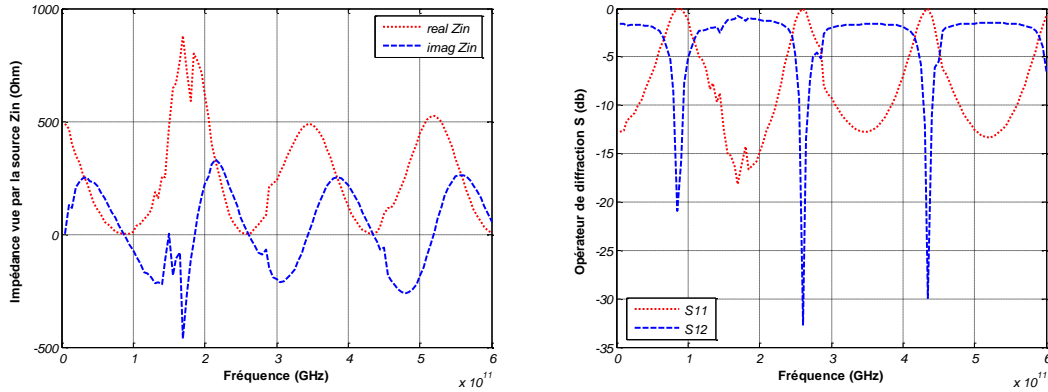 1000
500
0
-500
0
1
2
3
4
5
6
x 10^11
Impédance vue par la source Zin (Ohm)
Fréquence (GHz)
real Zin
imag Zin
0
-5
-10
-15
-20
-25
-30
-35
0
1
2
3
4
5
6
x 10^11
Opérateur de diffraction S (db)
Fréquence (GHz)
S11
S12